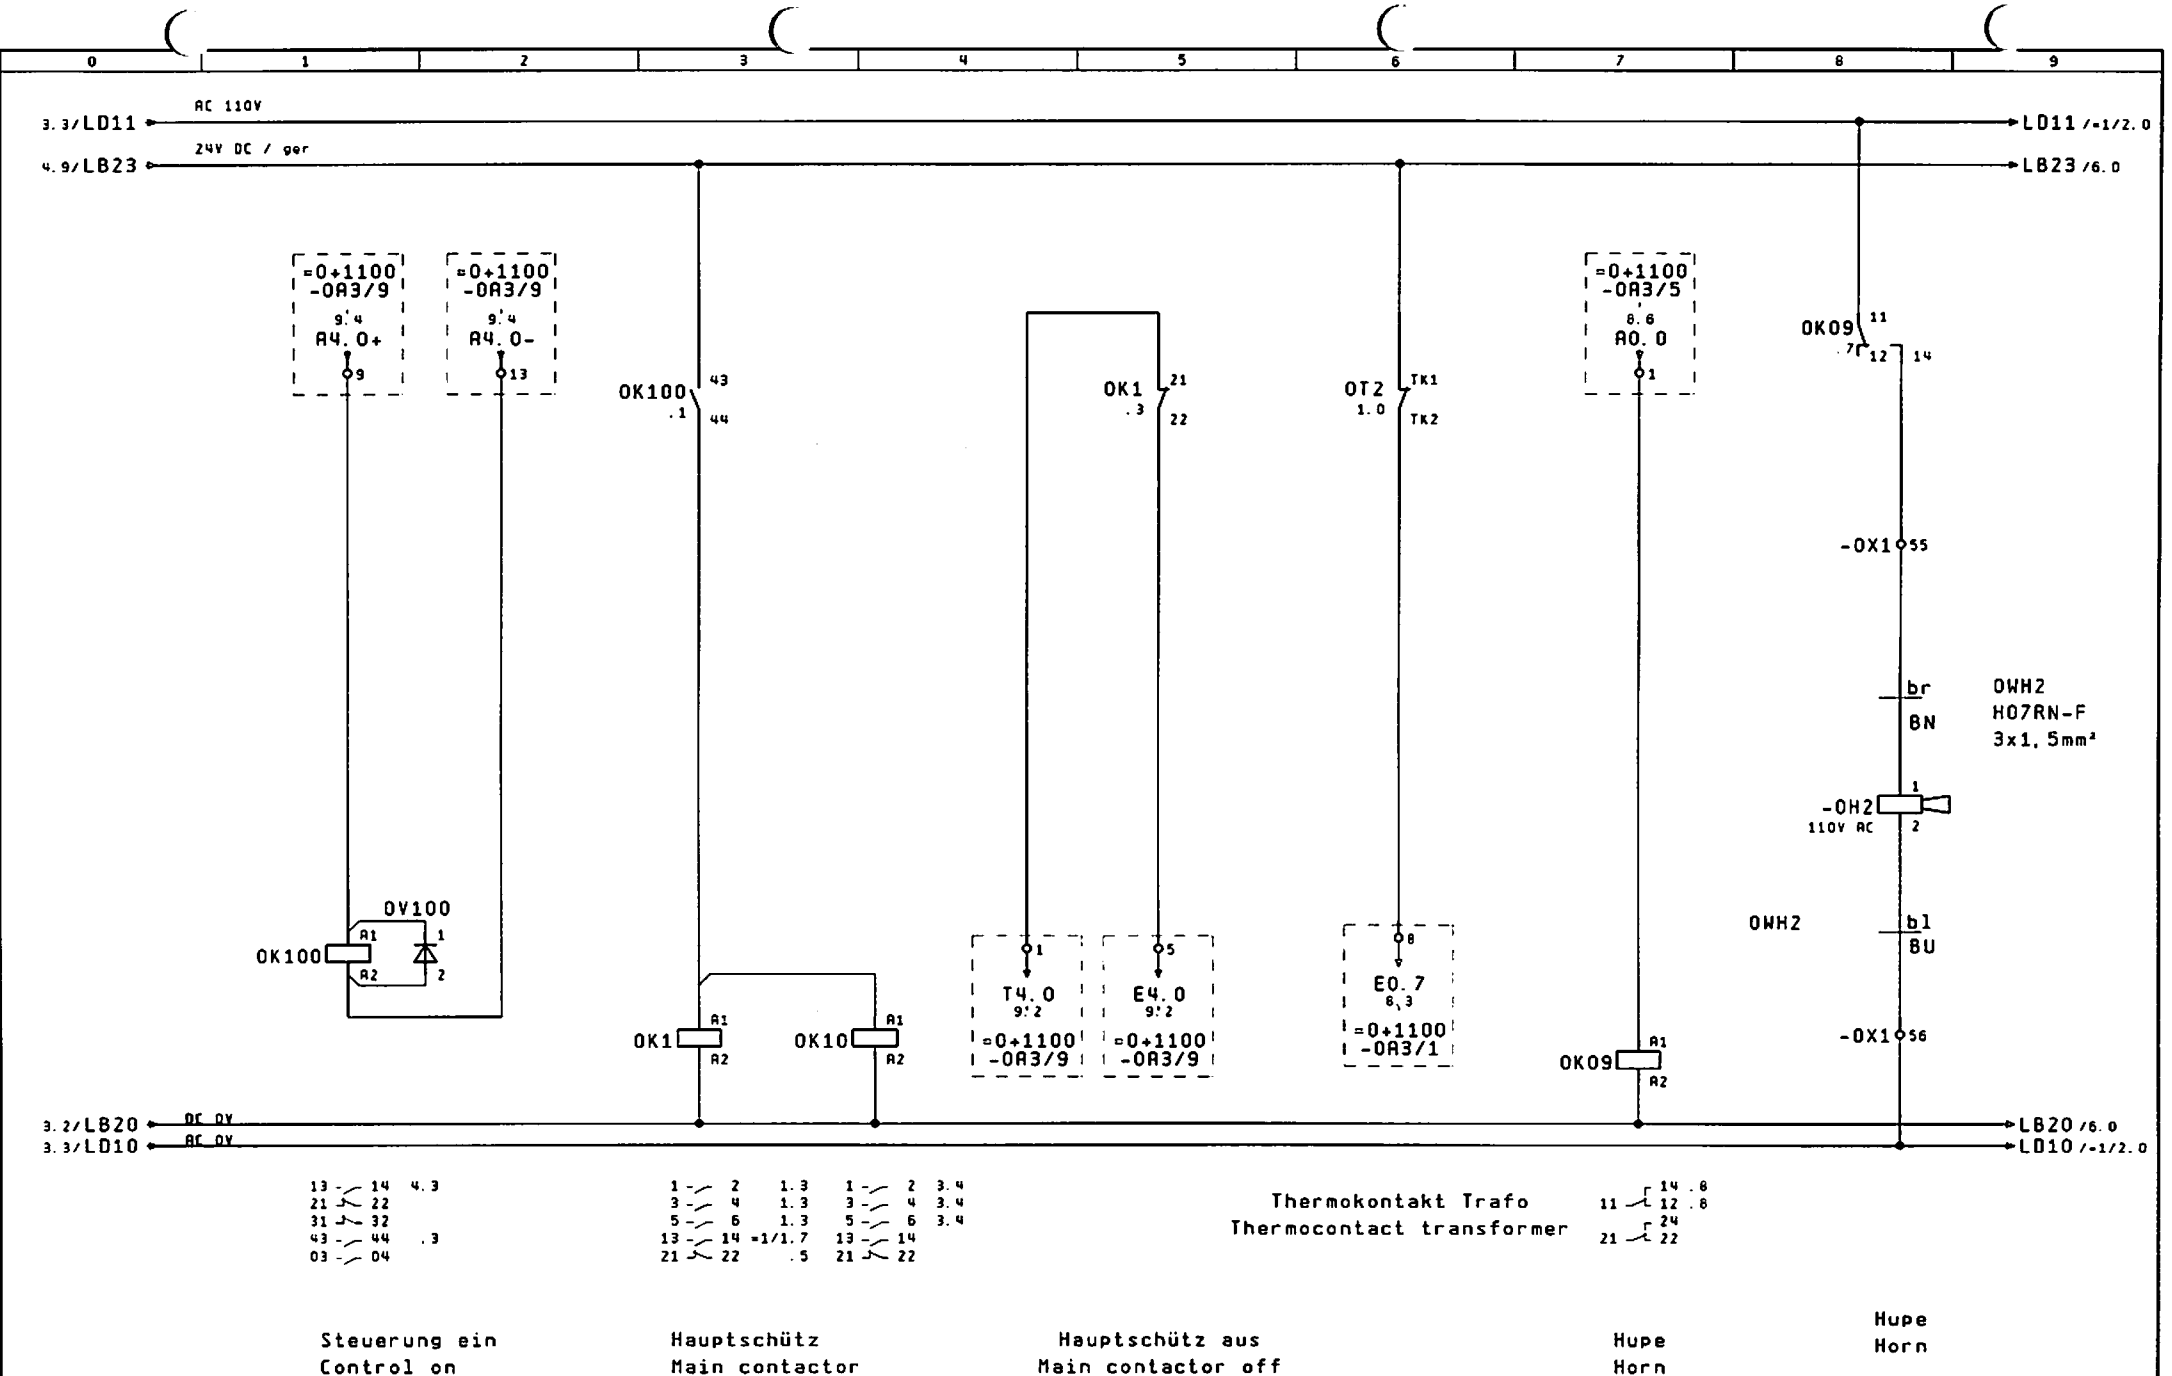 0 1 2 3 4 5 6 7 8 9
AC 110V
3.3/LD11
LD11/=1/2.0
24V DC / ger
4.9/LB23
LB23/6.0
=0+1100
-0A3/9
9.4
A4.0+
9
=0+1100
-0A3/9
9.4
A4.0-
13
0K100
.1
43
44
0K1
.3
21
22
0T2
1.0
TK1
TK2
=0+1100
-0A3/5
8.6
A0.0
1
0K09
.7
11
12
14
-0X1
55
br
BN
0WH2
H07RN-F
3x1,5mm²
-0H2
110V AC
1
2
0WH2
bl
BU
-0X1
56
0V100
1
2
0K100
A1
A2
0K1
A1
A2
0K10
A1
A2
1
T4.0
9.2
=0+1100
-0A3/9
5
E4.0
9.2
=0+1100
-0A3/9
8
E0.7
8.3
=0+1100
-0A3/1
0K09
A1
A2
3.2/LB20
DC 0V
LB20/6.0
3.3/LD10
AC 0V
LD10/=1/2.0
13 14 4.3
21 22
31 32
43 44 .3
03 04
1 2 1.3
3 4 1.3
5 6 1.3
13 14 =1/1.7
21 22 .5
1 2 3.4
3 4 3.4
5 6 3.4
13 14
21 22
Thermokontakt Trafo
Thermocontact transformer
14 .8
11 12 .8
24
21 22
Steuerung ein
Control on
Hauptschütz
Main contactor
Hauptschütz aus
Main contactor off
Hupe
Horn
Hupe
Horn